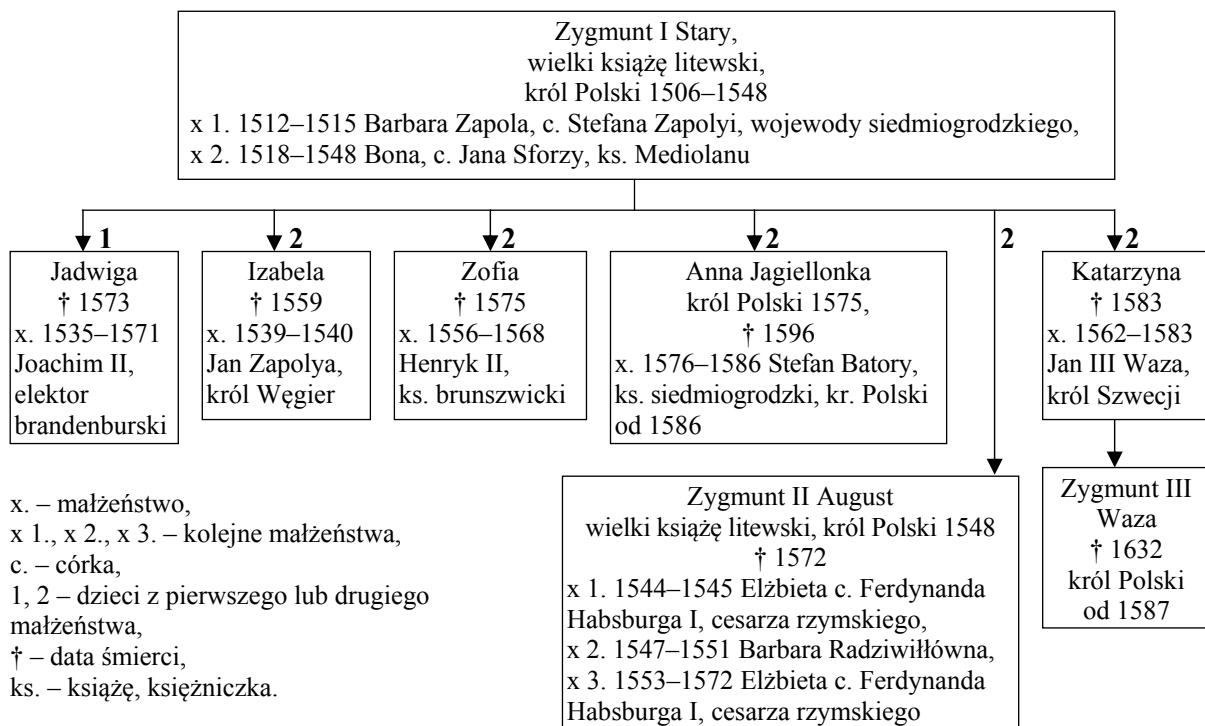 Zygmunt I Stary,
wielki książę litewski,
król Polski 1506–1548
x 1. 1512–1515 Barbara Zapola, c. Stefana Zapolyi, wojewody siedmiogrodzkiego,
x 2. 1518–1548 Bona, c. Jana Sforzy, ks. Mediolanu
1
2
2
2
2
2
Jadwiga
† 1573
x. 1535–1571
Joachim II,
elektor
brandenburski
Izabela
† 1559
x. 1539–1540
Jan Zapolya,
król Węgier
Zofia
† 1575
x. 1556–1568
Henryk II,
ks. brunszwicki
Anna Jagiellonka
król Polski 1575,
† 1596
x. 1576–1586 Stefan Batory,
ks. siedmiogrodzki, kr. Polski
od 1586
Katarzyna
† 1583
x. 1562–1583
Jan III Waza,
król Szwecji
Zygmunt II August
wielki książę litewski, król Polski 1548
† 1572
x 1. 1544–1545 Elżbieta c. Ferdynanda
Habsburga I, cesarza rzymskiego,
x 2. 1547–1551 Barbara Radziwiłłówna,
x 3. 1553–1572 Elżbieta c. Ferdynanda
Habsburga I, cesarza rzymskiego
Zygmunt III
Waza
† 1632
król Polski
od 1587
x. – małżeństwo,
x 1., x 2., x 3. – kolejne małżeństwa,
c. – córka,
1, 2 – dzieci z pierwszego lub drugiego
małżeństwa,
† – data śmierci,
ks. – książę, księżniczka.